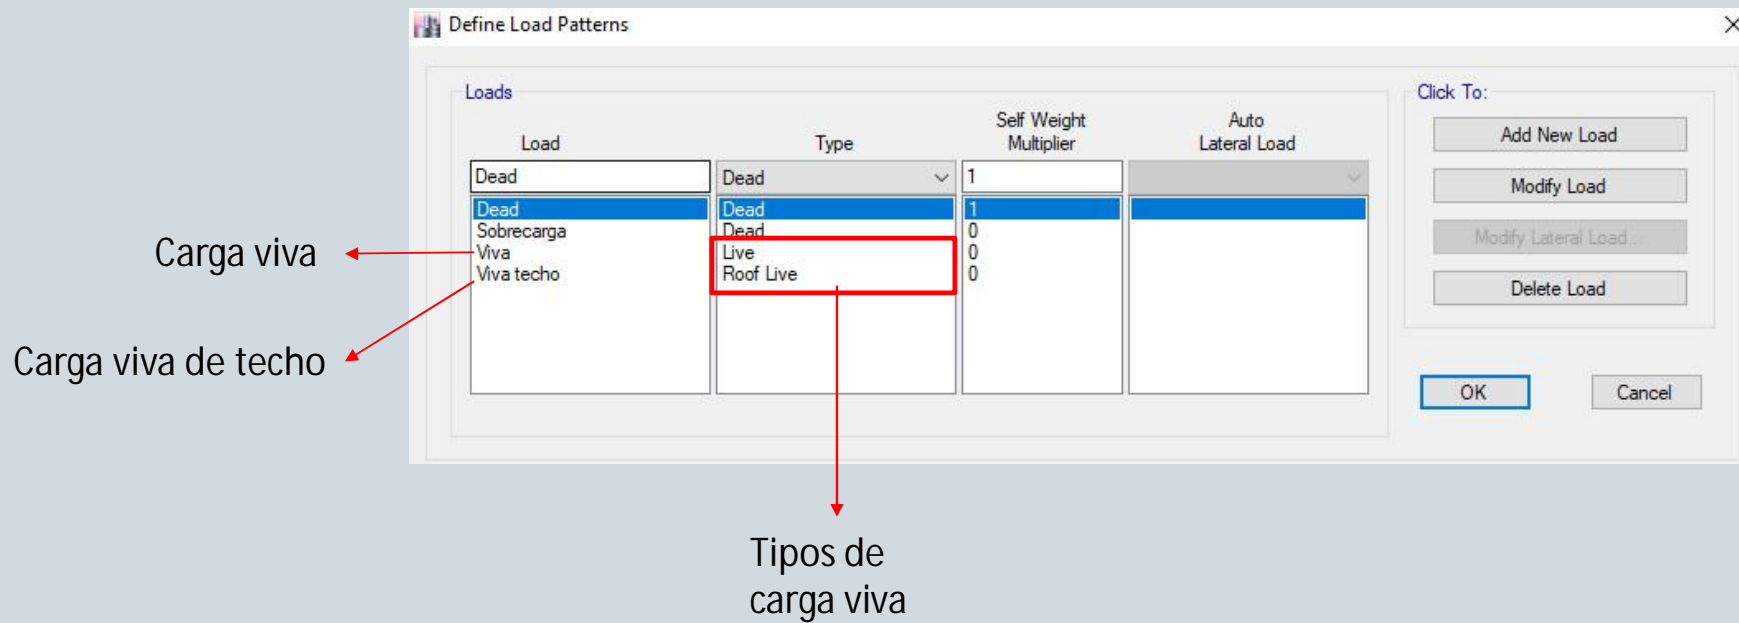 Define Load Patterns
Loads
Click To:
Load
Type
Self Weight
Multiplier
Auto
Lateral Load
Dead
Dead
1
Dead
Dead
1
Sobrecarga
Dead
0
Viva
Live
0
Viva techo
Roof Live
0
Add New Load
Modify Load
Modify Lateral Load...
Delete Load
OK
Cancel
Carga viva
Carga viva de techo
Tipos de
carga viva